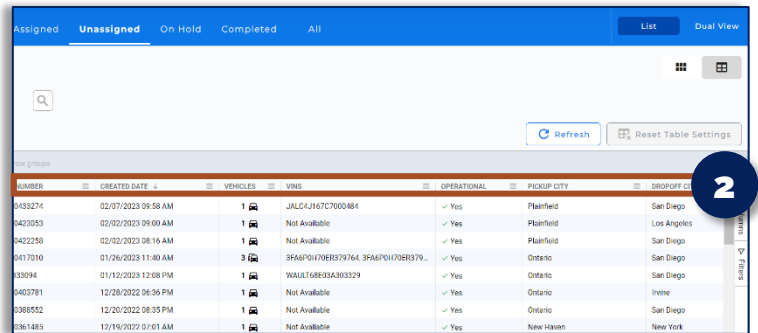 Assigned Unassigned On Hold Completed All List Dual View
Refresh Reset Table Settings
row groups
NUMBER CREATED DATE VEHICLES VINS OPERATIONAL PICKUP CITY DROPOFF CI
2
0433274 02/07/2023 09:58 AM 1 JALC4J167C7000484 Yes Plainfield San Diego
0423053 02/02/2023 09:00 AM 1 Not Available Yes Plainfield Los Angeles
0422258 02/02/2023 08:16 AM 1 Not Available Yes Plainfield San Diego
0417010 01/26/2023 11:40 AM 3 3FA6P0H70ER379764, 3FA6P0H70ER379... Yes Ontario San Diego
333094 01/12/2023 12:08 PM 1 WAULT68E03A303329 Yes Ontario San Diego
0403781 12/28/2022 06:36 PM 1 Not Available Yes Ontario Irvine
0388552 12/20/2022 08:35 PM 1 Not Available Yes Ontario San Diego
0361485 12/19/2022 07:01 AM 1 Not Available Yes New Haven New York
Filters